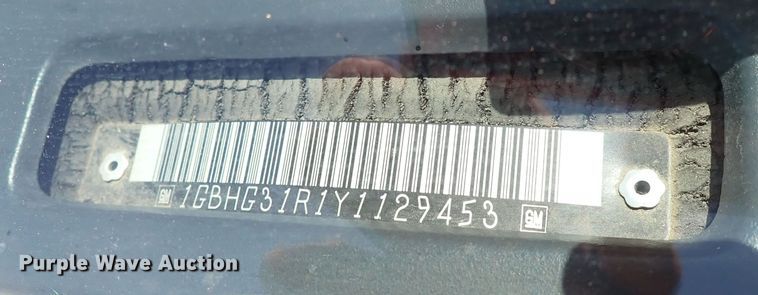 GM 1GBHG31R1Y1129453 GM
Purple Wave Auction